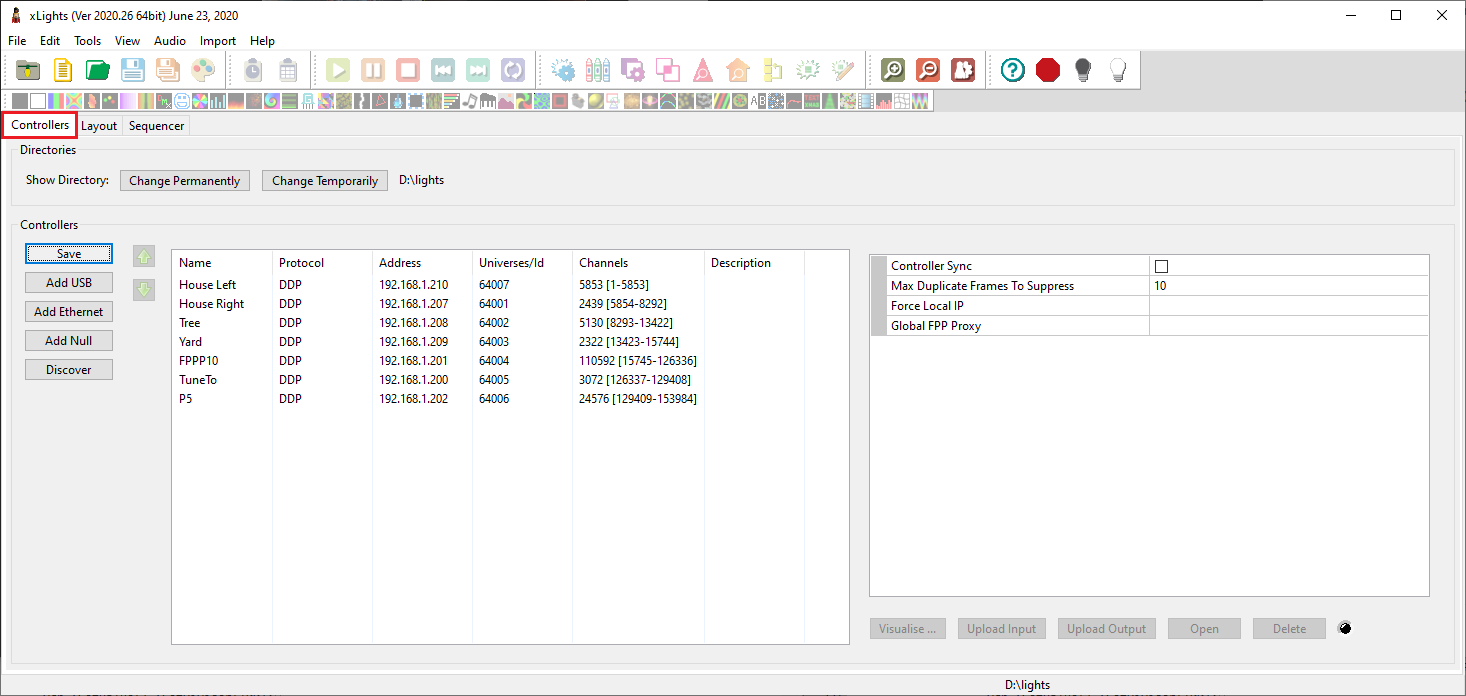 xLights (Ver 2020.26 64bit) June 23, 2020
File Edit Tools View Audio Import Help
Controllers Layout Sequencer
Directories
Show Directory: Change Permanently Change Temporarily D:\lights
Controllers
Save
Add USB
Add Ethernet
Add Null
Discover
Name Protocol Address Universes/Id Channels Description
House Left DDP 192.168.1.210 64007 5853 [1-5853]
House Right DDP 192.168.1.207 64001 2439 [5854-8292]
Tree DDP 192.168.1.208 64002 5130 [8293-13422]
Yard DDP 192.168.1.209 64003 2322 [13423-15744]
FPPP10 DDP 192.168.1.201 64004 110592 [15745-126336]
TuneTo DDP 192.168.1.200 64005 3072 [126337-129408]
P5 DDP 192.168.1.202 64006 24576 [129409-153984]
Controller Sync
Max Duplicate Frames To Suppress 10
Force Local IP
Global FPP Proxy
Visualise ... Upload Input Upload Output Open Delete
D:\lights